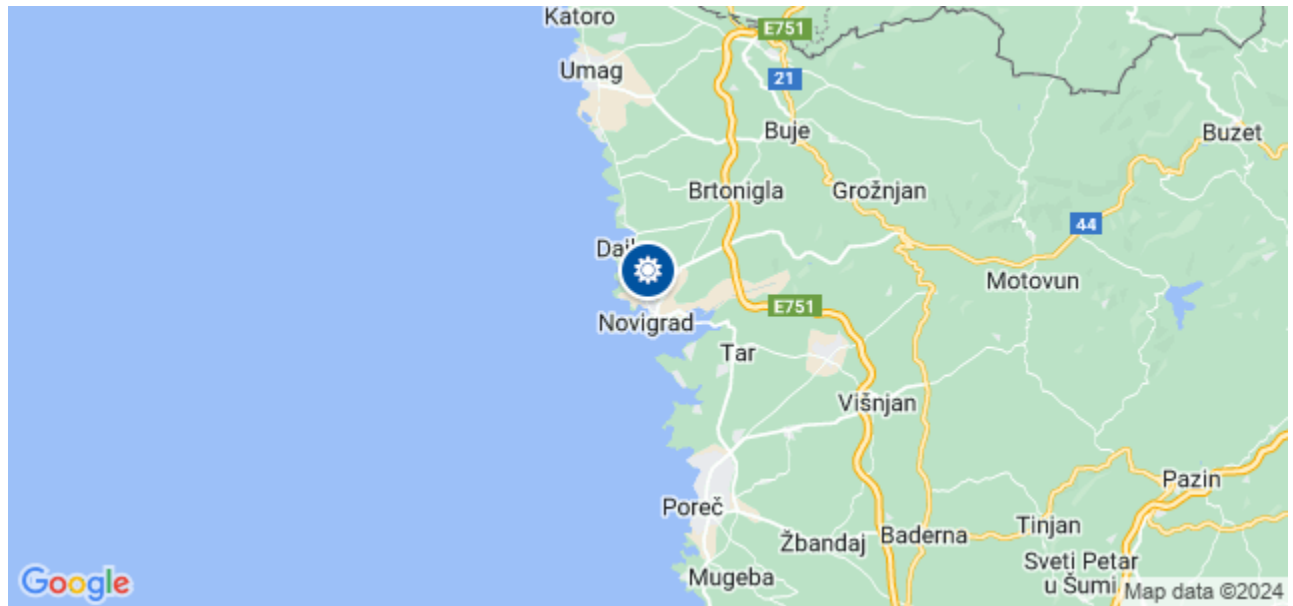 Katoro
E751
Umag
21
Buje
Buzet
Brtonigla
Grožnjan
44
Motovun
E751
Novigrad
Tar
Višnjan
Pazin
Poreč
Tinjan
Žbandaj
Baderna
Sveti Petar
u Šumi
Mugeba
Google
Map data ©2024